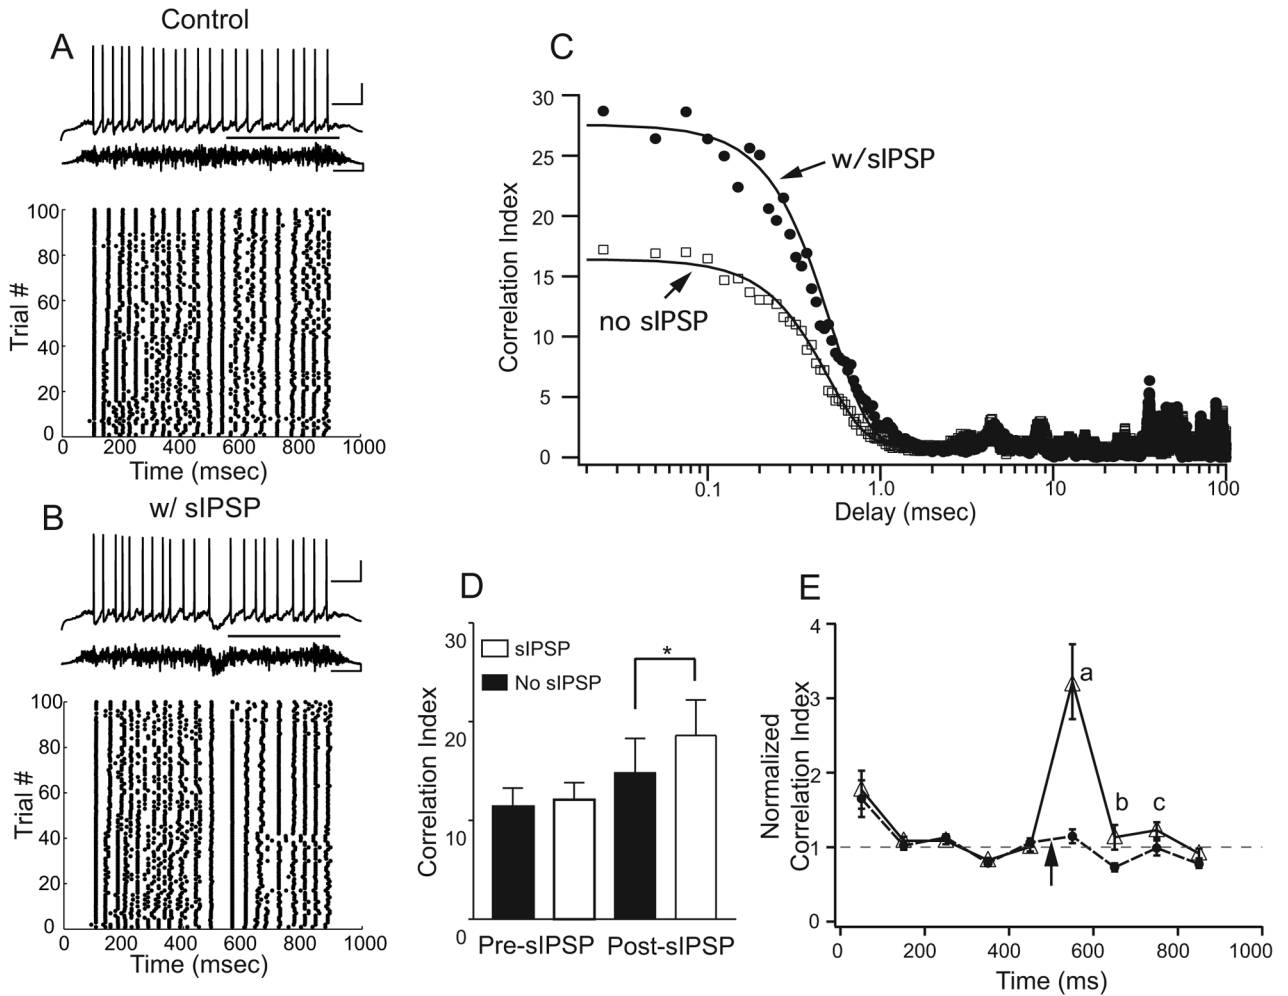 Control
A
100
80
60
40
20
0
Trial #
0 200 400 600 800 1000
Time (msec)
B
w/ sIPSP
100
80
60
40
20
0
Trial #
0 200 400 600 800 1000
Time (msec)
C
30
25
20
15
10
5
0
Correlation Index
w/sIPSP
no sIPSP
0.1 1.0 10 100
Delay (msec)
D
30
20
10
0
Correlation Index
sIPSP
No sIPSP
*
Pre-sIPSP Post-sIPSP
E
4
3
2
1
0
Normalized
Correlation Index
a
b c
0 200 400 600 800 1000
Time (ms)